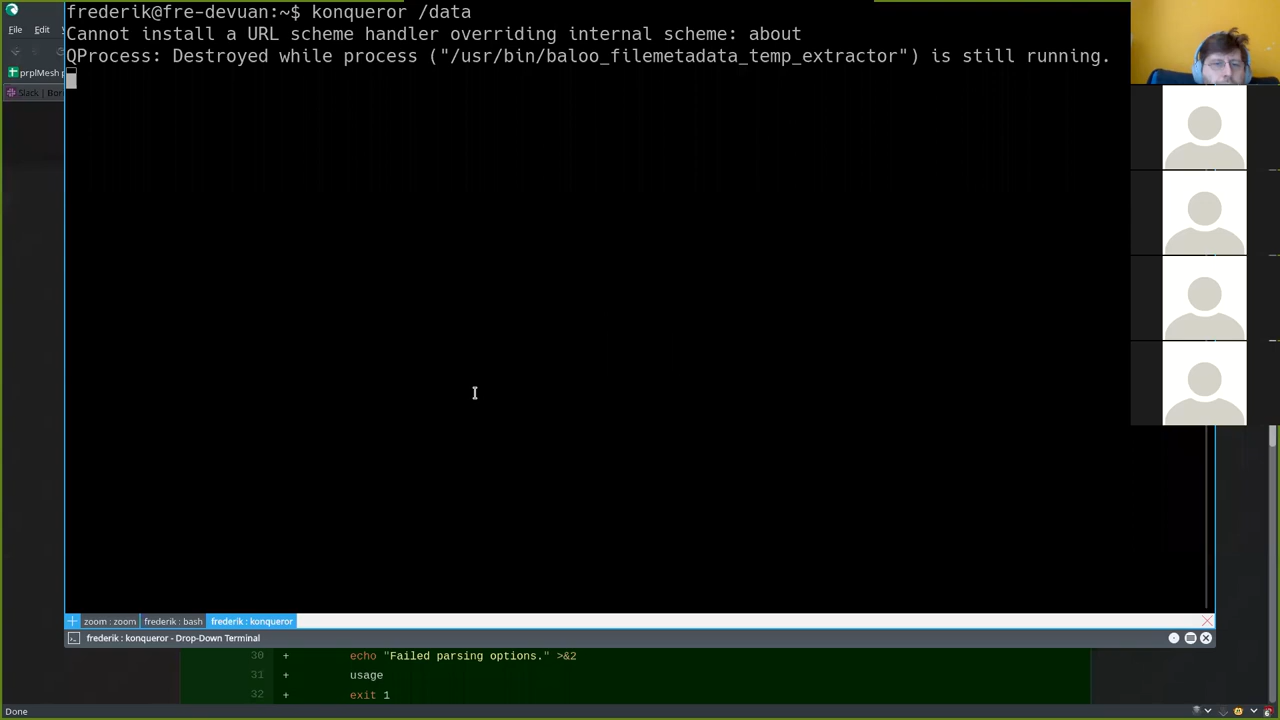 frederik@fre-devuan:~$ konqueror /data
Cannot install a URL scheme handler overriding internal scheme: about
QProcess: Destroyed while process ("/usr/bin/baloo_filemetadata_temp_extractor") is still running.
File Edit
prplMesh
Slack | Bor
zoom : zoom
frederik : bash
frederik : konqueror
frederik : konqueror - Drop-Down Terminal
30 + echo "Failed parsing options." >&2
31 + usage
32 + exit 1
Done